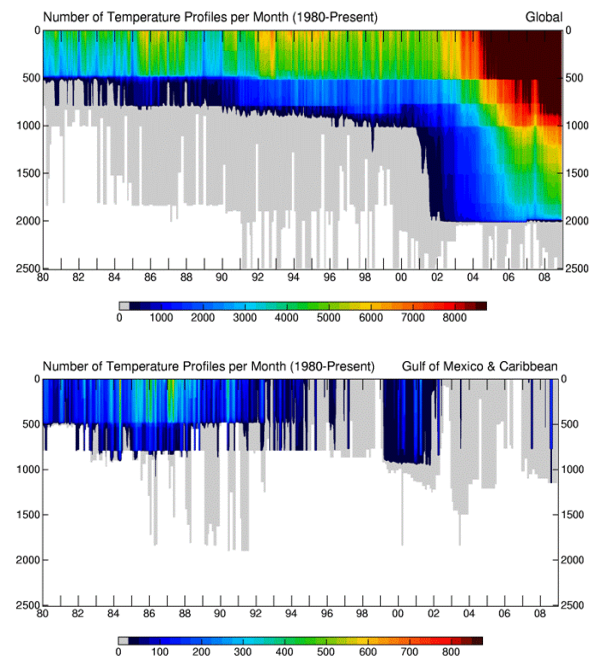 Number of Temperature Profiles per Month (1980-Present) Global
0 0
500 500
1000 1000
1500 1500
2000 2000
2500 2500
80 82 84 86 88 90 92 94 96 98 00 02 04 06 08
0 1000 2000 3000 4000 5000 6000 7000 8000
Number of Temperature Profiles per Month (1980-Present) Gulf of Mexico & Caribbean
0 0
500 500
1000 1000
1500 1500
2000 2000
2500 2500
80 82 84 86 88 90 92 94 96 98 00 02 04 06 08
0 100 200 300 400 500 600 700 800